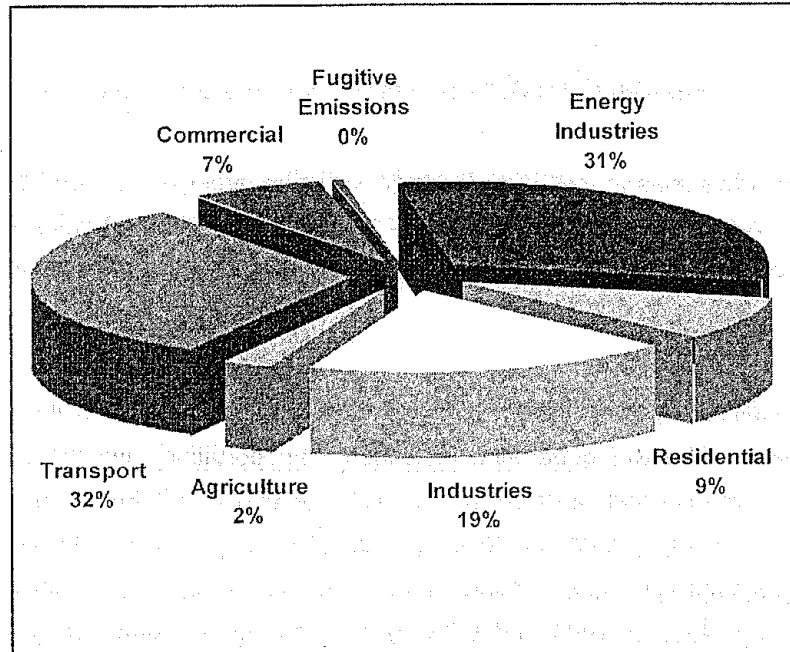 Fugitive
Emissions
0%
Energy
Industries
31%
Commercial
7%
Transport
32%
Agriculture
2%
Industries
19%
Residential
9%